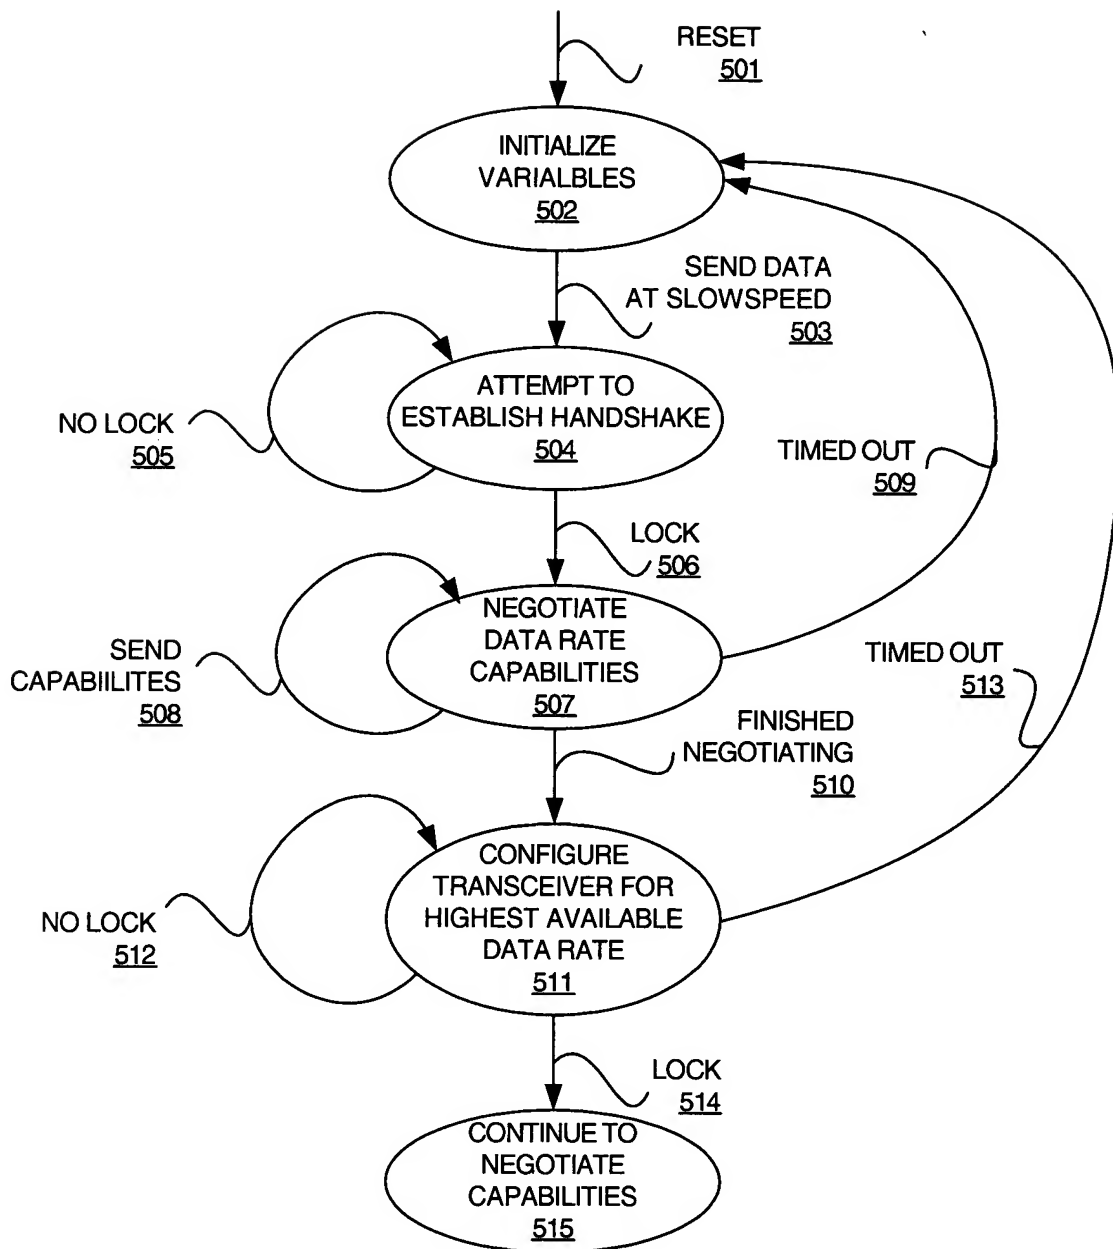 RESET
501
INITIALIZE
VARIALBLES
502
SEND DATA
AT SLOWSPEED
503
ATTEMPT TO
ESTABLISH HANDSHAKE
504
NO LOCK
505
TIMED OUT
509
LOCK
506
NEGOTIATE
DATA RATE
CAPABILITIES
507
SEND
CAPABIILITES
508
TIMED OUT
513
FINISHED
NEGOTIATING
510
CONFIGURE
TRANSCEIVER FOR
HIGHEST AVAILABLE
DATA RATE
511
NO LOCK
512
LOCK
514
CONTINUE TO
NEGOTIATE
CAPABILITIES
515